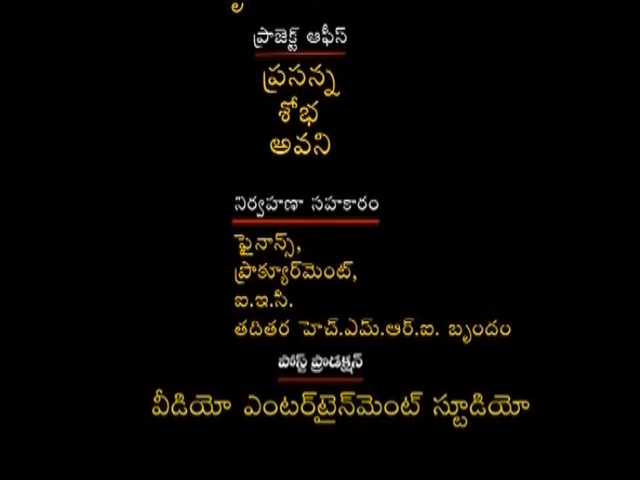 ప్రాజెక్ట్ ఆఫీస్
ప్రసన్న
శోభ
అవని
నిర్వహణా సహకారం
ఫైనాన్స్,
ప్రొక్యూర్‌మెంట్,
ఐ.ఇ.సి.
తదితర హెచ్.ఎమ్.ఆర్.ఐ. బృందం
పోస్ట్ ప్రొడక్షన్
వీడియో ఎంటర్‌టైన్‌మెంట్ స్టూడియో